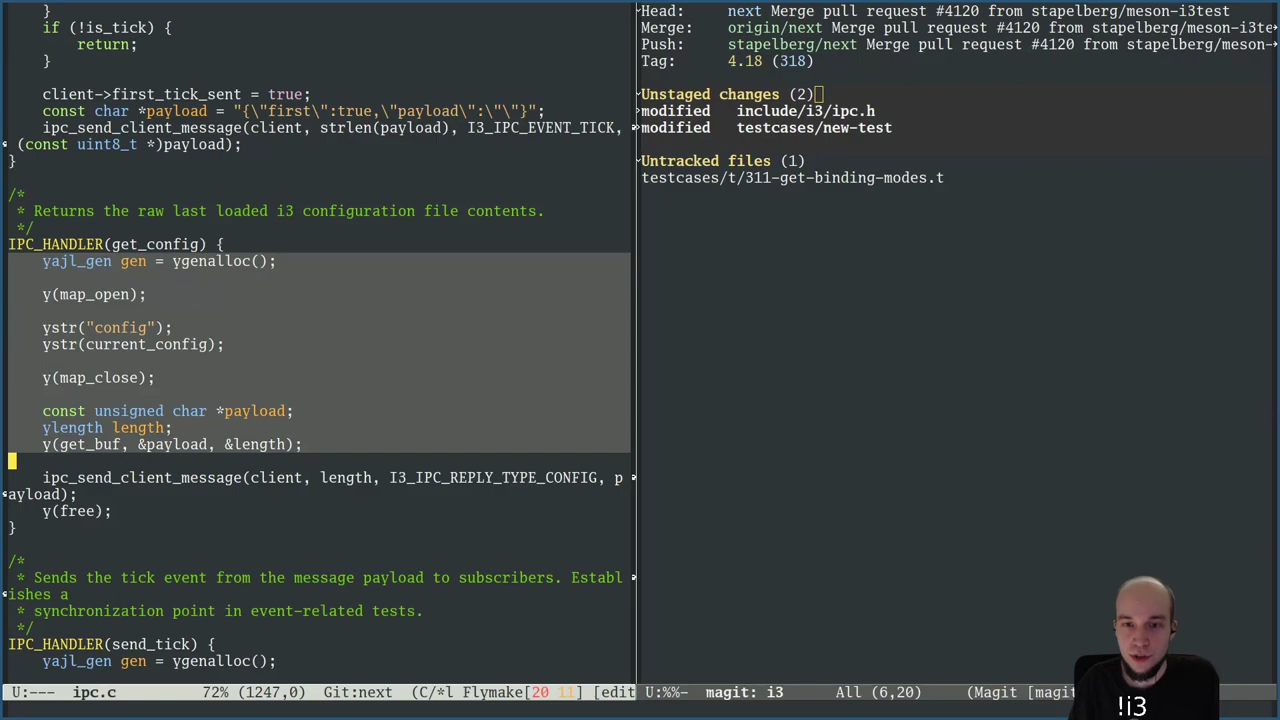 }
    if (!is_tick) {
        return;
    }

    client->first_tick_sent = true;
    const char *payload = "{\"first\":true,\"payload\":\"\"}";
    ipc_send_client_message(client, strlen(payload), I3_IPC_EVENT_TICK,
 (const uint8_t *)payload);
}

/*
 * Returns the raw last loaded i3 configuration file contents.
 */
IPC_HANDLER(get_config) {
    yajl_gen gen = ygenalloc();

    y(map_open);

    ystr("config");
    ystr(current_config);

    y(map_close);

    const unsigned char *payload;
    ylength length;
    y(get_buf, &payload, &length);

    ipc_send_client_message(client, length, I3_IPC_REPLY_TYPE_CONFIG, p
ayload);
    y(free);
}

/*
 * Sends the tick event from the message payload to subscribers. Establ
ishes a
 * synchronization point in event-related tests.
 */
IPC_HANDLER(send_tick) {
    yajl_gen gen = ygenalloc();
U:---  ipc.c          72% (1247,0)  Git:next  (C/*l Flymake[20 11] [edit
Head:     next Merge pull request #4120 from stapelberg/meson-i3test
Merge:    origin/next Merge pull request #4120 from stapelberg/meson-i3te
Push:     stapelberg/next Merge pull request #4120 from stapelberg/meson-
Tag:      4.18 (318)

Unstaged changes (2)
modified   include/i3/ipc.h
modified   testcases/new-test

Untracked files (1)
testcases/t/311-get-binding-modes.t
U:%%-  magit: i3      All (6,20)     (Magit [magit
!i3